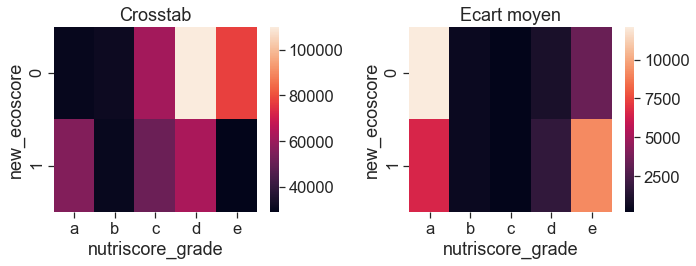 Crosstab
new_ecoscore
0
1
a b c d e
nutriscore_grade
100000
80000
60000
40000
Ecart moyen
new_ecoscore
0
1
a b c d e
nutriscore_grade
10000
7500
5000
2500